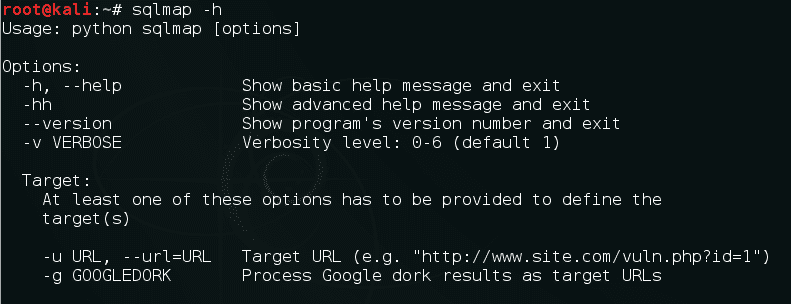 root@kali:~# sqlmap -h
Usage: python sqlmap [options]
Options:
-h, --help Show basic help message and exit
-hh Show advanced help message and exit
--version Show program's version number and exit
-v VERBOSE Verbosity level: 0-6 (default 1)
Target:
At least one of these options has to be provided to define the
target(s)
-u URL, --url=URL Target URL (e.g. "http://www.site.com/vuln.php?id=1")
-g GOOGLEDORK Process Google dork results as target URLs